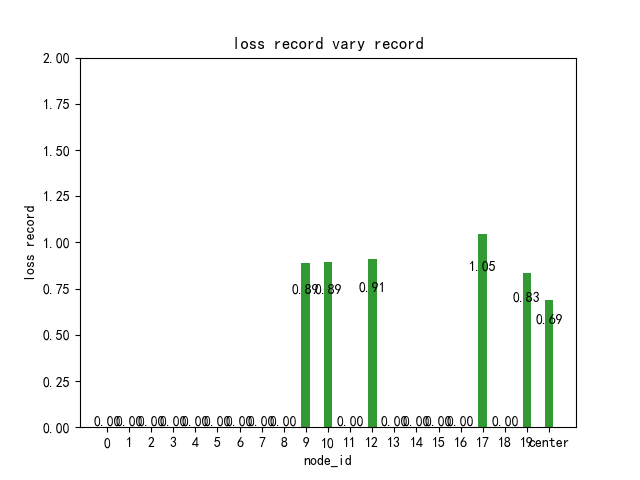 loss record vary record
2.00
1.75
1.50
1.25
1.00
0.75
0.50
0.25
0.00
loss record
0.00 0.00 0.00 0.00 0.00 0.00 0.00 0.00 0.00 0.89 0.89 0.00 0.91 0.00 0.00 0.00 0.00 1.05 0.00 0.83 0.69
0 1 2 3 4 5 6 7 8 9 10 11 12 13 14 15 16 17 18 19 center
node_id